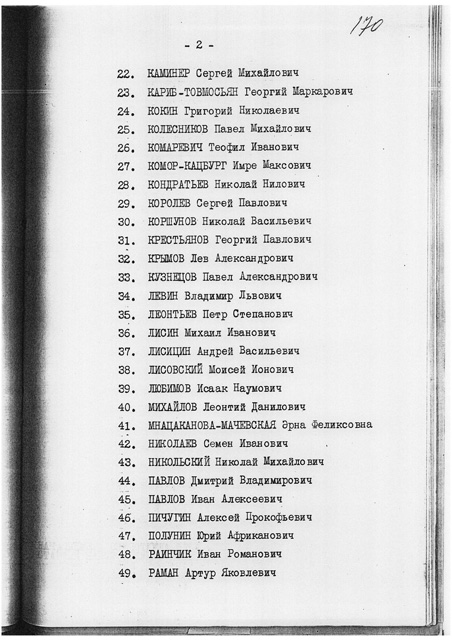 170
- 2 -
22. КАМИНЕР Сергей Михайлович
23. КАРИБ-ТОВМОСЬЯН Георгий Маркарович
24. КОКИН Григорий Николаевич
25. КОЛЕСНИКОВ Павел Михайлович
26. КОМАРЕВИЧ Теофил Иванович
27. КОМОР-КАЦБУРГ Имре Максович
28. КОНДРАТЬЕВ Николай Нилович
29. КОРОЛЕВ Сергей Павлович
30. КОРШУНОВ Николай Васильевич
31. КРЕСТЬЯНОВ Георгий Павлович
32. КРЫМОВ Лев Александрович
33. КУЗНЕЦОВ Павел Александрович
34. ЛЕВИН Владимир Львович
35. ЛЕОНТЬЕВ Петр Степанович
36. ЛИСИН Михаил Иванович
37. ЛИСИЦИН Андрей Васильевич
38. ЛИСОВСКИЙ Моисей Ионович
39. ЛЮБИМОВ Исаак Наумович
40. МИХАЙЛОВ Леонтий Данилович
41. МНАЦАКАНОВА-МАЧЕВСКАЯ Эрна Феликсовна
42. НИКОЛАЕВ Семен Иванович
43. НИКОЛЬСКИЙ Николай Михайлович
44. ПАВЛОВ Дмитрий Владимирович
45. ПАВЛОВ Иван Алексеевич
46. ПИЧУГИН Алексей Прокофьевич
47. ПОЛУНИН Юрий Африканович
48. РАИНЧИК Иван Романович
49. РАМАН Артур Яковлевич